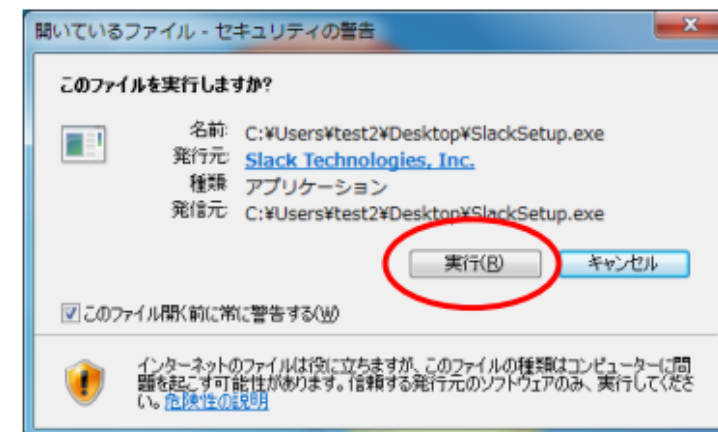 開いているファイル - セキュリティの警告
このファイルを実行しますか?
名前: C:¥Users¥test2¥Desktop¥SlackSetup.exe
発行元: Slack Technologies, Inc.
種類: アプリケーション
発信元: C:¥Users¥test2¥Desktop¥SlackSetup.exe
実行(R) キャンセル
このファイル開く前に常に警告する(W)
インターネットのファイルは役に立ちますが、このファイルの種類はコンピューターに問
題を起こす可能性があります。信頼する発行元のソフトウェアのみ、実行してくださ
い。危険性の説明